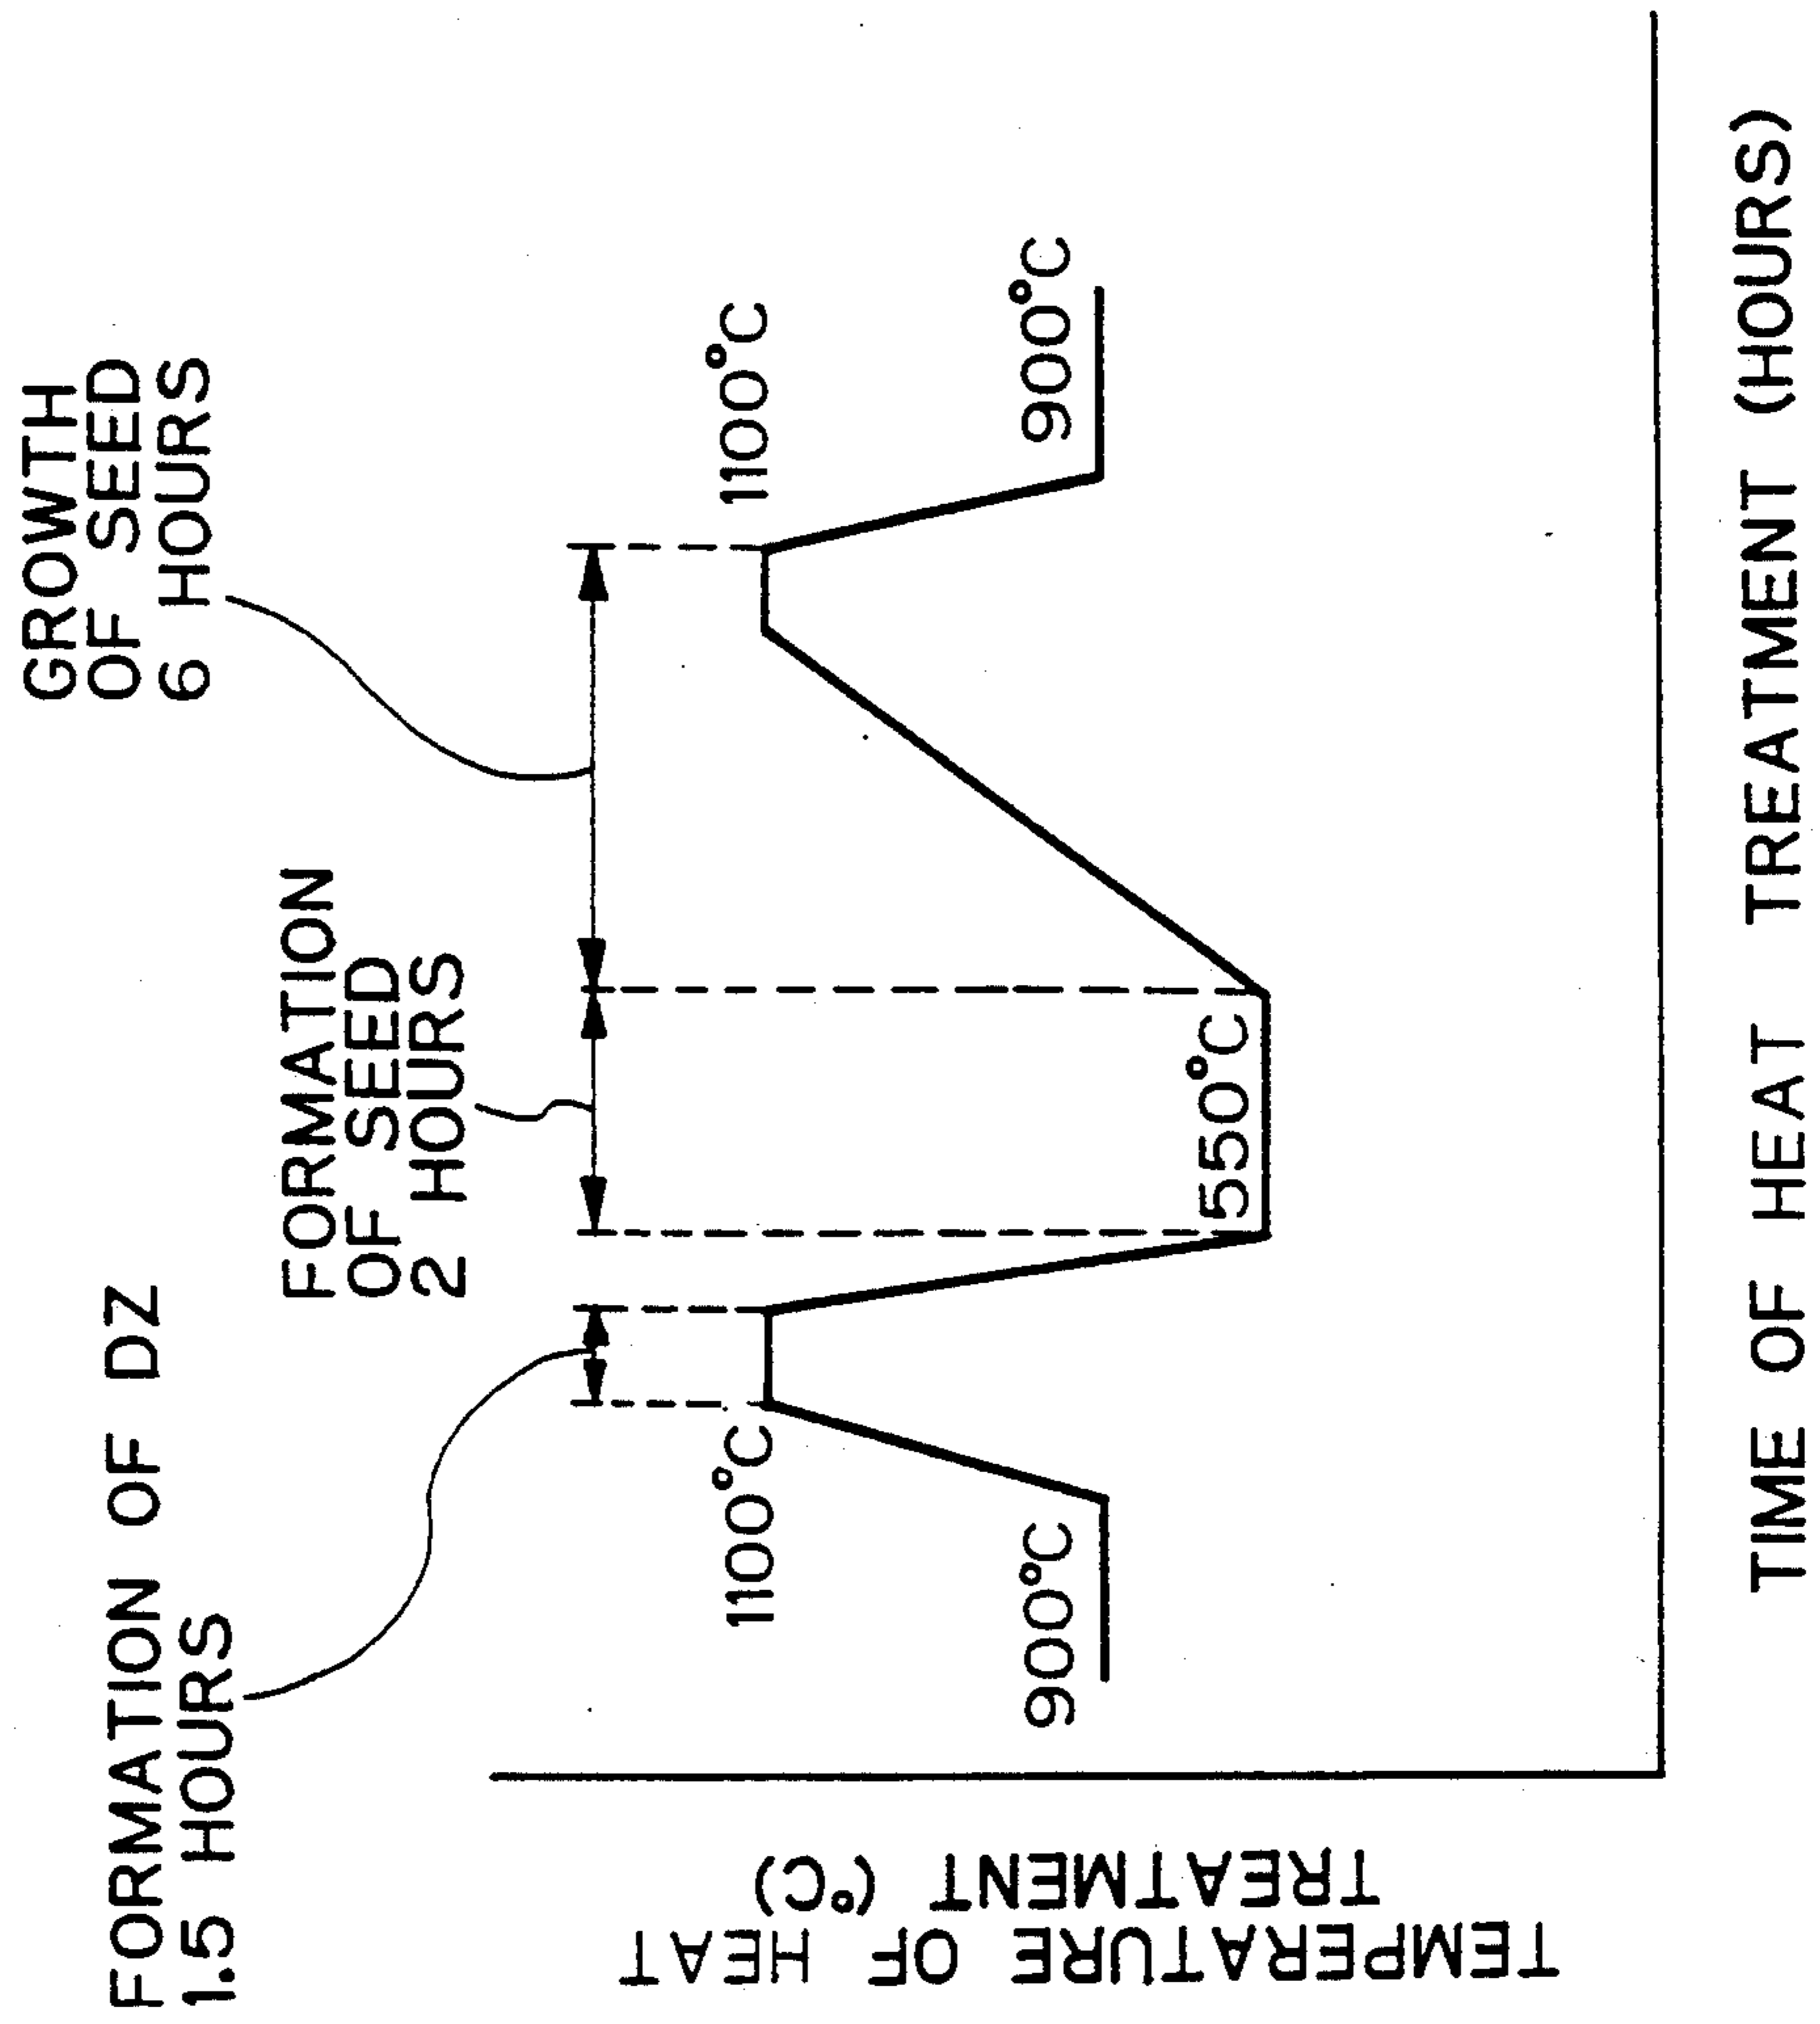 FORMATION OF DZ
1.5 HOURS
FORMATION
OF SEED
2 HOURS
GROWTH
OF SEED
6 HOURS
1100°C
1100°C
900°C
900°C
550°C
TEMPERATURE OF HEAT
TREATMENT (°C)
TIME OF HEAT TREATMENT (HOURS)